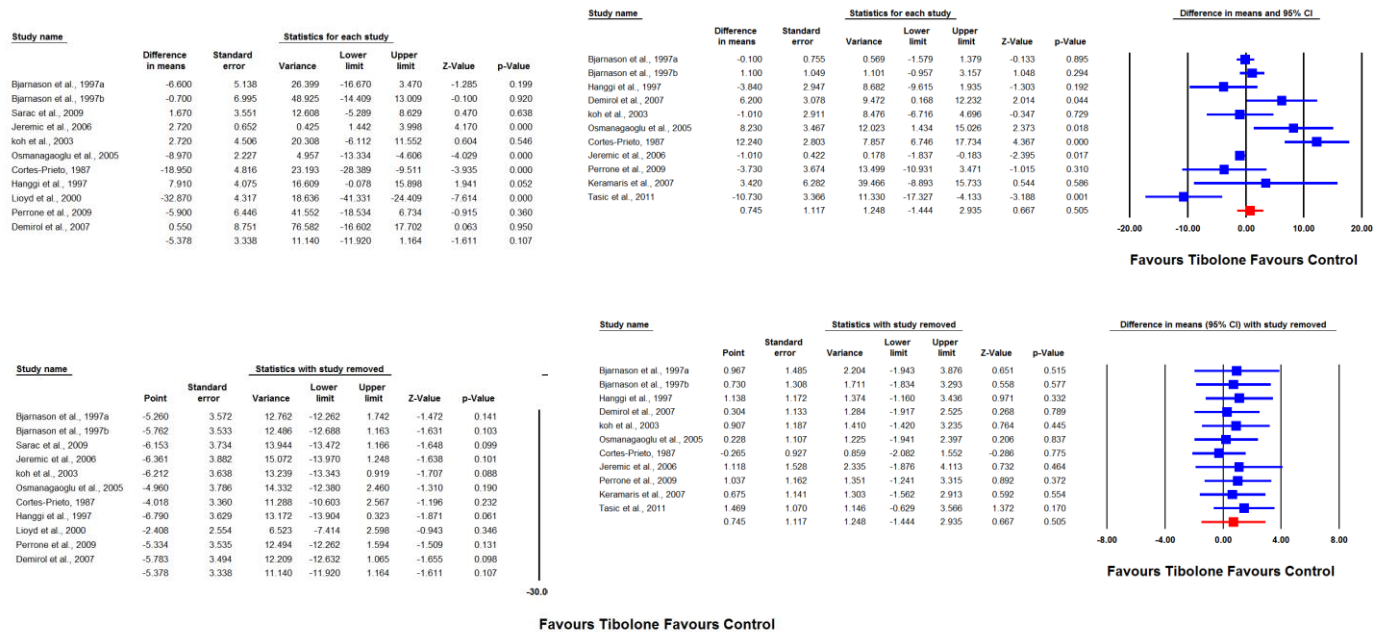 Study name Statistics for each study
Difference in means Standard error Variance Lower limit Upper limit Z-Value p-Value
Bjarnason et al., 1997a -6.600 5.138 26.399 -16.670 3.470 -1.285 0.199
Bjarnason et al., 1997b -0.700 6.995 48.925 -14.409 13.009 -0.100 0.920
Sarac et al., 2009 1.670 3.551 12.608 -5.289 8.629 0.470 0.638
Jeremic et al., 2006 2.720 0.652 0.425 1.442 3.998 4.170 0.000
koh et al., 2003 2.720 4.506 20.308 -6.112 11.552 0.604 0.546
Osmanagaoglu et al., 2005 -8.970 2.227 4.957 -13.334 -4.606 -4.029 0.000
Cortes-Prieto, 1987 -18.950 4.816 23.193 -28.389 -9.511 -3.935 0.000
Hanggi et al., 1997 7.910 4.075 16.609 -0.078 15.898 1.941 0.052
Lioyd et al., 2000 -32.870 4.317 18.636 -41.331 -24.409 -7.614 0.000
Perrone et al., 2009 -5.900 6.446 41.552 -18.534 6.734 -0.915 0.360
Demirol et al., 2007 0.550 8.751 76.582 -16.602 17.702 0.063 0.950
-5.378 3.338 11.140 -11.920 1.164 -1.611 0.107
Study name Statistics for each study Difference in means and 95% CI
Difference in means Standard error Variance Lower limit Upper limit Z-Value p-Value
Bjarnason et al., 1997a -0.100 0.755 0.569 -1.579 1.379 -0.133 0.895
Bjarnason et al., 1997b 1.100 1.049 1.101 -0.957 3.157 1.048 0.294
Hanggi et al., 1997 -3.840 2.947 8.682 -9.615 1.935 -1.303 0.192
Demirol et al., 2007 6.200 3.078 9.472 0.168 12.232 2.014 0.044
koh et al., 2003 -1.010 2.911 8.476 -6.716 4.696 -0.347 0.729
Osmanagaoglu et al., 2005 8.230 3.467 12.023 1.434 15.026 2.373 0.018
Cortes-Prieto, 1987 12.240 2.803 7.857 6.746 17.734 4.367 0.000
Jeremic et al., 2006 -1.010 0.422 0.178 -1.837 -0.183 -2.395 0.017
Perrone et al., 2009 -3.730 3.674 13.499 -10.931 3.471 -1.015 0.310
Keramaris et al., 2007 3.420 6.282 39.466 -8.893 15.733 0.544 0.586
Tasic et al., 2011 -10.730 3.366 11.330 -17.327 -4.133 -3.188 0.001
0.745 1.117 1.248 -1.444 2.935 0.667 0.505
-20.00 -10.00 0.00 10.00 20.00
Favours Tibolone Favours Control
Study name Statistics with study removed
Point Standard error Variance Lower limit Upper limit Z-Value p-Value
Bjarnason et al., 1997a -5.260 3.572 12.762 -12.262 1.742 -1.472 0.141
Bjarnason et al., 1997b -5.762 3.533 12.486 -12.688 1.163 -1.631 0.103
Sarac et al., 2009 -6.153 3.734 13.944 -13.472 1.166 -1.648 0.099
Jeremic et al., 2006 -6.361 3.882 15.072 -13.970 1.248 -1.638 0.101
koh et al., 2003 -6.212 3.638 13.239 -13.343 0.919 -1.707 0.088
Osmanagaoglu et al., 2005 -4.960 3.786 14.332 -12.380 2.460 -1.310 0.190
Cortes-Prieto, 1987 -4.018 3.360 11.288 -10.603 2.567 -1.196 0.232
Hanggi et al., 1997 -6.790 3.629 13.172 -13.904 0.323 -1.871 0.061
Lioyd et al., 2000 -2.408 2.554 6.523 -7.414 2.598 -0.943 0.346
Perrone et al., 2009 -5.334 3.535 12.494 -12.262 1.594 -1.509 0.131
Demirol et al., 2007 -5.783 3.494 12.209 -12.632 1.065 -1.655 0.098
-5.378 3.338 11.140 -11.920 1.164 -1.611 0.107
-30.0
Favours Tibolone Favours Control
Study name Statistics with study removed Difference in means (95% CI) with study removed
Point Standard error Variance Lower limit Upper limit Z-Value p-Value
Bjarnason et al., 1997a 0.967 1.485 2.204 -1.943 3.876 0.651 0.515
Bjarnason et al., 1997b 0.730 1.308 1.711 -1.834 3.293 0.558 0.577
Hanggi et al., 1997 1.138 1.172 1.374 -1.160 3.436 0.971 0.332
Demirol et al., 2007 0.304 1.133 1.284 -1.917 2.525 0.268 0.789
koh et al., 2003 0.907 1.187 1.410 -1.420 3.235 0.764 0.445
Osmanagaoglu et al., 2005 0.228 1.107 1.225 -1.941 2.397 0.206 0.837
Cortes-Prieto, 1987 -0.265 0.927 0.859 -2.082 1.552 -0.286 0.775
Jeremic et al., 2006 1.118 1.528 2.335 -1.876 4.113 0.732 0.464
Perrone et al., 2009 1.037 1.162 1.351 -1.241 3.315 0.892 0.372
Keramaris et al., 2007 0.675 1.141 1.303 -1.562 2.913 0.592 0.554
Tasic et al., 2011 1.469 1.070 1.146 -0.629 3.566 1.372 0.170
0.745 1.117 1.248 -1.444 2.935 0.667 0.505
-8.00 -4.00 0.00 4.00 8.00
Favours Tibolone Favours Control